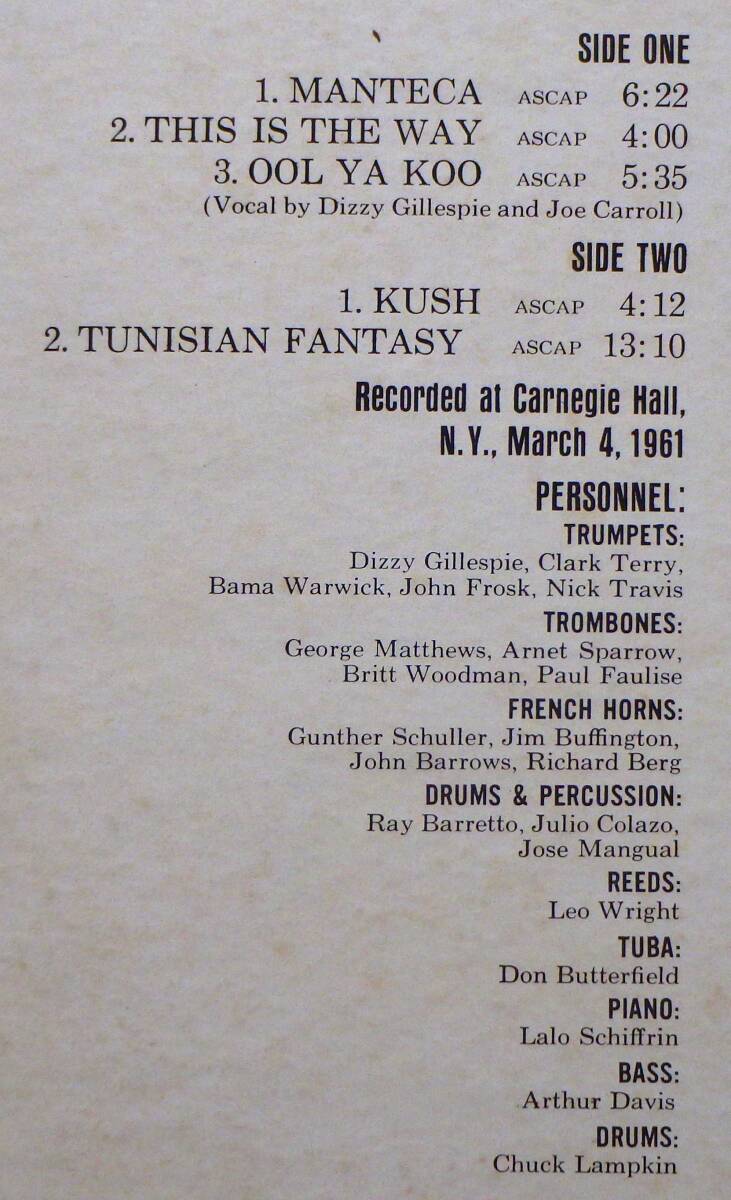 SIDE ONE
1. MANTECA ASCAP 6:22
2. THIS IS THE WAY ASCAP 4:00
3. OOL YA KOO ASCAP 5:35
(Vocal by Dizzy Gillespie and Joe Carroll)
SIDE TWO
1. KUSH ASCAP 4:12
2. TUNISIAN FANTASY ASCAP 13:10
Recorded at Carnegie Hall,
N.Y., March 4, 1961
PERSONNEL:
TRUMPETS:
Dizzy Gillespie, Clark Terry,
Bama Warwick, John Frosk, Nick Travis
TROMBONES:
George Matthews, Arnet Sparrow,
Britt Woodman, Paul Faulise
FRENCH HORNS:
Gunther Schuller, Jim Buffington,
John Barrows, Richard Berg
DRUMS & PERCUSSION:
Ray Barretto, Julio Colazo,
Jose Mangual
REEDS:
Leo Wright
TUBA:
Don Butterfield
PIANO:
Lalo Schiffrin
BASS:
Arthur Davis
DRUMS:
Chuck Lampkin